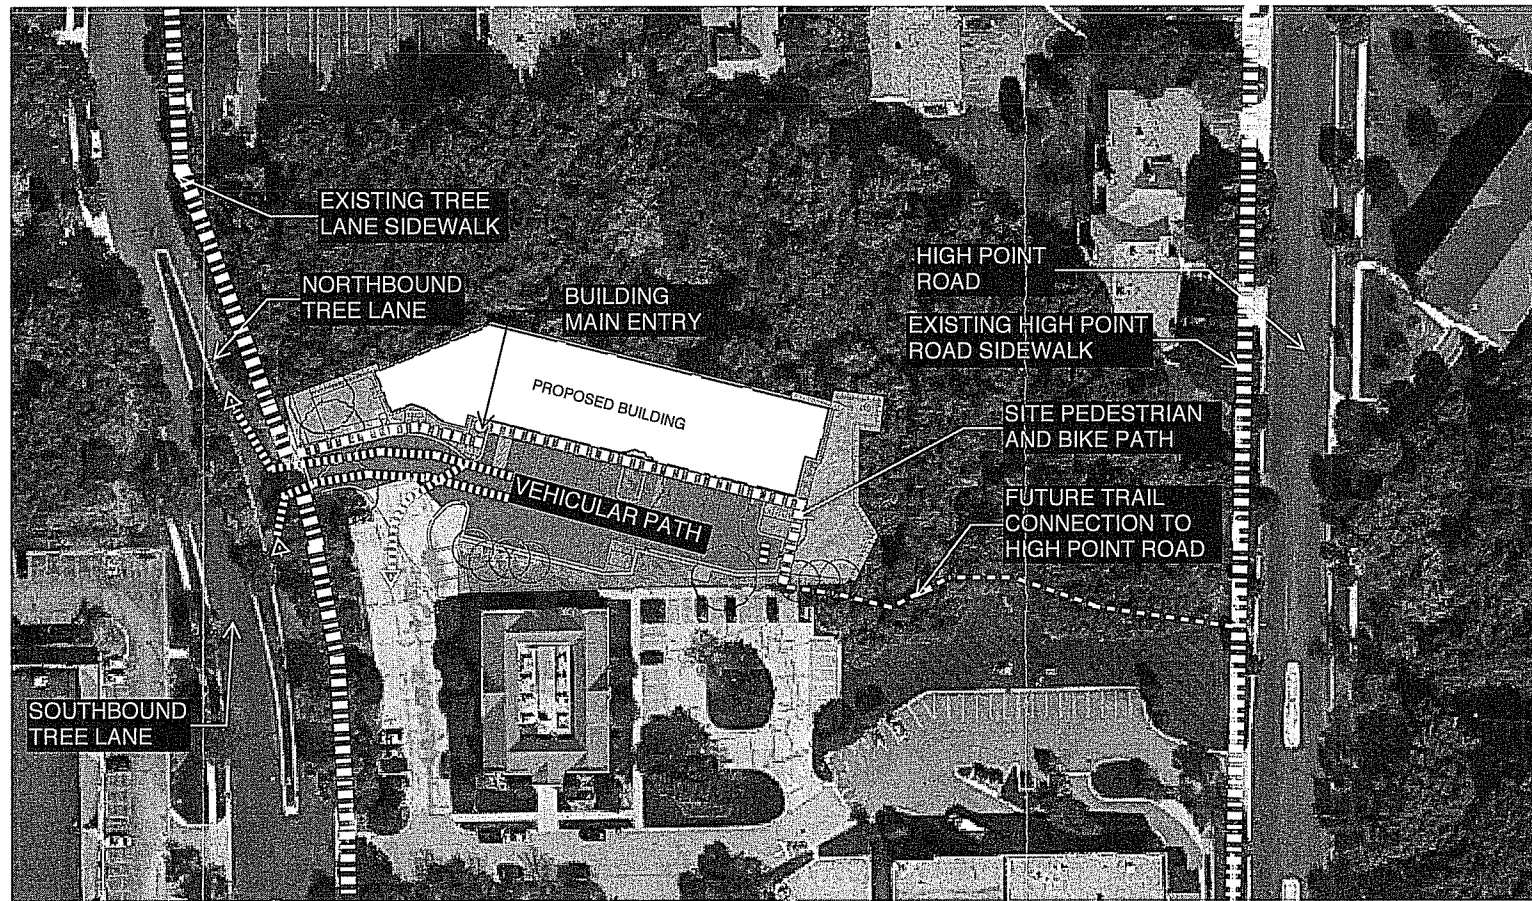 EXISTING TREE
LANE SIDEWALK
NORTHBOUND
TREE LANE
BUILDING
MAIN ENTRY
HIGH POINT
ROAD
EXISTING HIGH POINT
ROAD SIDEWALK
PROPOSED BUILDING
SITE PEDESTRIAN
AND BIKE PATH
VEHICULAR PATH
FUTURE TRAIL
CONNECTION TO
HIGH POINT ROAD
SOUTHBOUND
TREE LANE